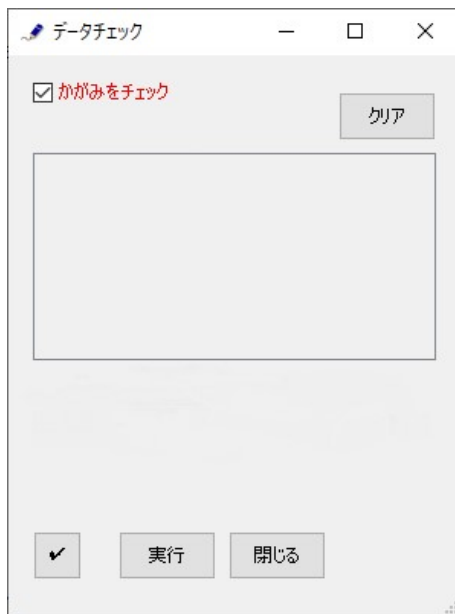 データチェック
かがみをチェック
クリア
✔
実行
閉じる